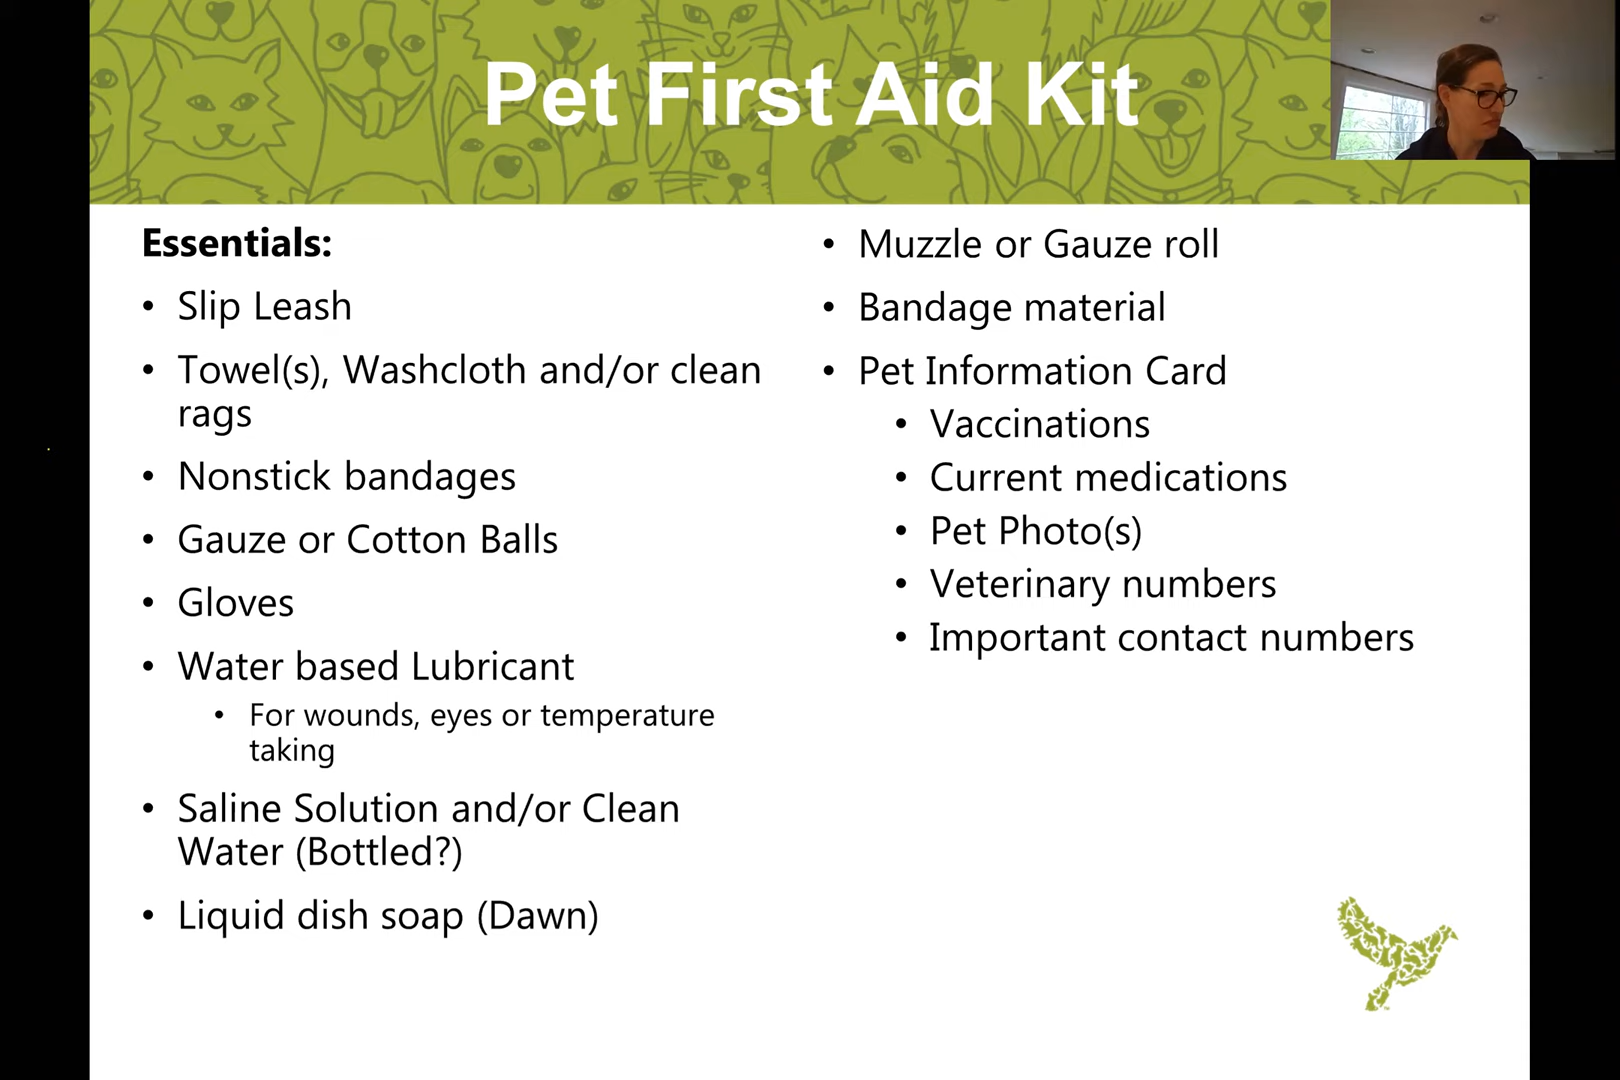 Pet First Aid Kit
Essentials:
• Slip Leash
• Towel(s), Washcloth and/or clean
rags
• Nonstick bandages
• Gauze or Cotton Balls
• Gloves
• Water based Lubricant
• For wounds, eyes or temperature
taking
• Saline Solution and/or Clean
Water (Bottled?)
• Liquid dish soap (Dawn)
• Muzzle or Gauze roll
• Bandage material
• Pet Information Card
• Vaccinations
• Current medications
• Pet Photo(s)
• Veterinary numbers
• Important contact numbers